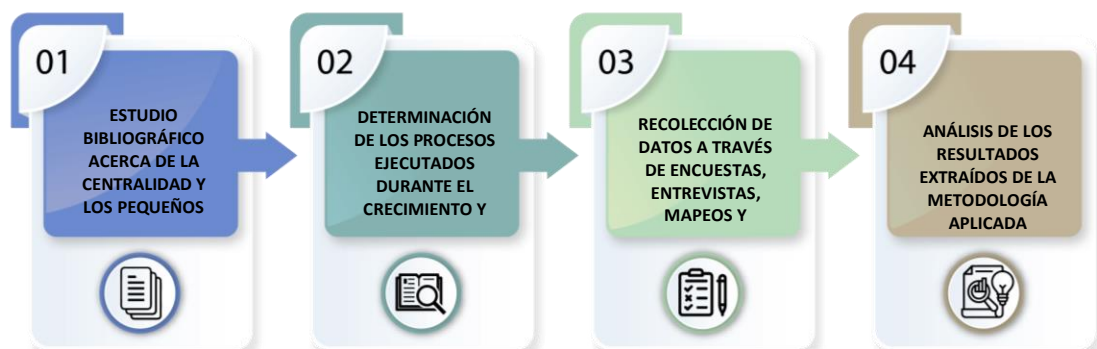 01
ESTUDIO
BIBLIOGRÁFICO
ACERCA DE LA
CENTRALIDAD Y
LOS PEQUEÑOS
02
DETERMINACIÓN
DE LOS PROCESOS
EJECUTADOS
DURANTE EL
CRECIMIENTO Y
03
RECOLECCIÓN DE
DATOS A TRAVÉS
DE ENCUESTAS,
ENTREVISTAS,
MAPEOS Y
04
ANÁLISIS DE LOS
RESULTADOS
EXTRAÍDOS DE LA
METODOLOGÍA
APLICADA